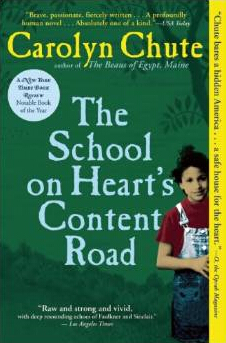 "Brave, passionate, fiercely written . . . A profoundly
human novel . . . Absolutely one of a kind." —USA Today
Carolyn Chute
author of The Beans of Egypt, Maine
A New York
Times Book
Review
Notable Book
of the Year
The
School
on Heart's
Content
Road
"Raw and strong and vivid,
with deep resounding echoes of Faulkner and Sinclair."
—Los Angeles Times
"Chute bares a hidden America . . . a safe house for the heart." —O, the Oprah Magazine